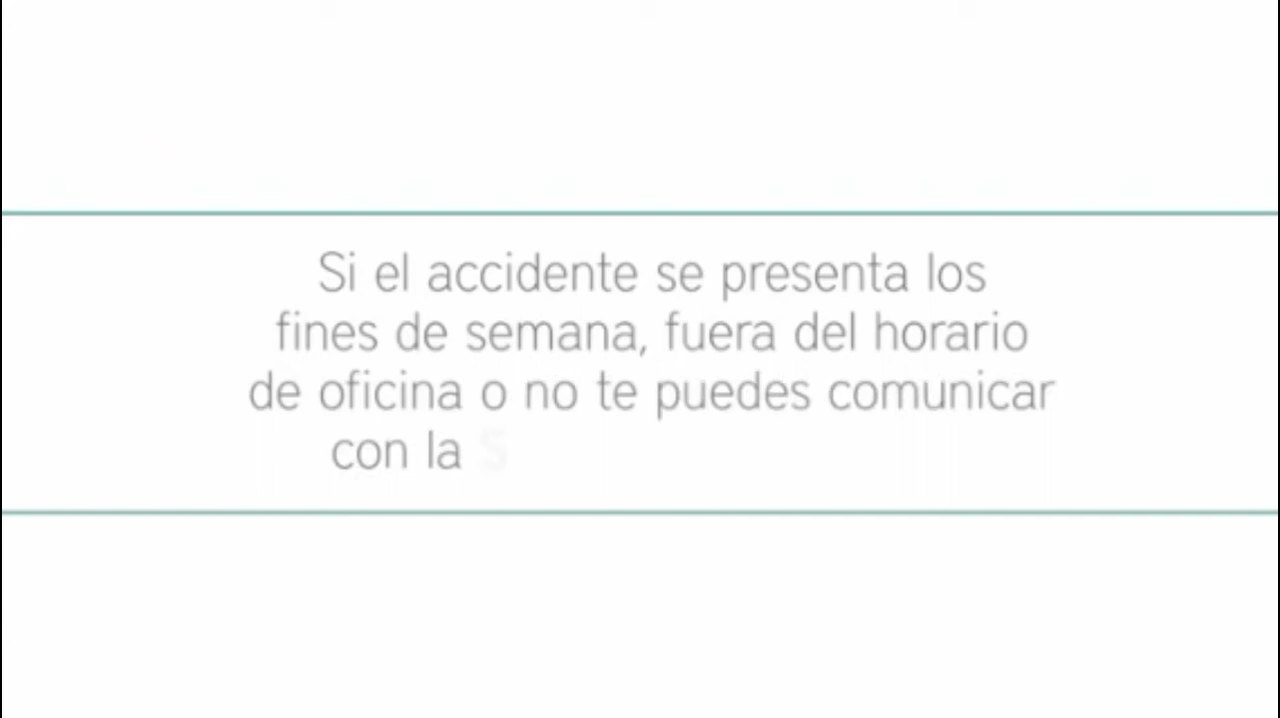 Si el accidente se presenta los
fines de semana, fuera del horario
de oficina o no te puedes comunicar
con la S